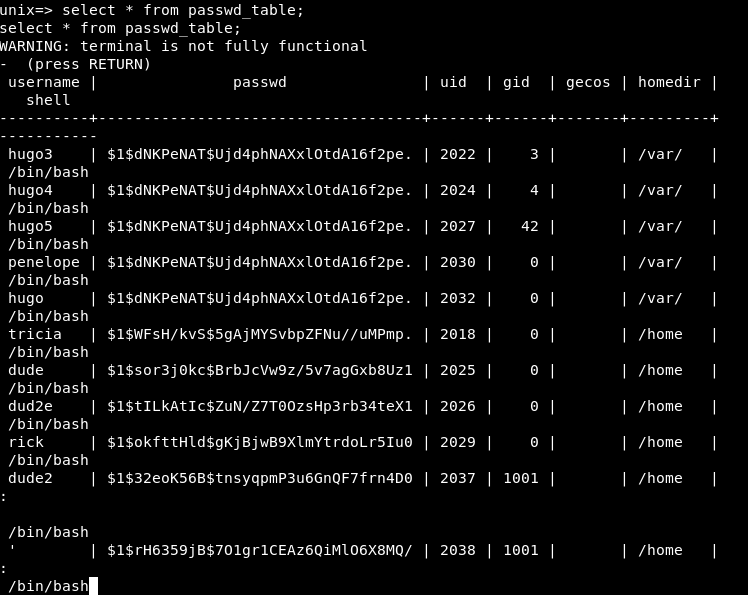 unix=> select * from passwd_table;
select * from passwd_table;
WARNING: terminal is not fully functional
-  (press RETURN)
 username |               passwd               | uid  | gid  | gecos | homedir |
   shell
----------+------------------------------------+------+------+-------+---------+
-----------
 hugo3    | $1$dNKPeNAT$Ujd4phNAXxlOtdA16f2pe. | 2022 |    3 |       | /var/   |
 /bin/bash
 hugo4    | $1$dNKPeNAT$Ujd4phNAXxlOtdA16f2pe. | 2024 |    4 |       | /var/   |
 /bin/bash
 hugo5    | $1$dNKPeNAT$Ujd4phNAXxlOtdA16f2pe. | 2027 |   42 |       | /var/   |
 /bin/bash
 penelope | $1$dNKPeNAT$Ujd4phNAXxlOtdA16f2pe. | 2030 |    0 |       | /var/   |
 /bin/bash
 hugo     | $1$dNKPeNAT$Ujd4phNAXxlOtdA16f2pe. | 2032 |    0 |       | /var/   |
 /bin/bash
 tricia   | $1$WFsH/kvS$5gAjMYSvbpZFNu//uMPmp. | 2018 |    0 |       | /home   |
 /bin/bash
 dude     | $1$sor3j0kc$BrbJcVw9z/5v7agGxb8Uz1 | 2025 |    0 |       | /home   |
 /bin/bash
 dud2e    | $1$tILkAtIc$ZuN/Z7T0OzsHp3rb34teX1 | 2026 |    0 |       | /home   |
 /bin/bash
 rick     | $1$okfttHld$gKjBjwB9XlmYtrdoLr5Iu0 | 2029 |    0 |       | /home   |
 /bin/bash
 dude2    | $1$32eoK56B$tnsyqpmP3u6GnQF7frn4D0 | 2037 | 1001 |       | /home   |
:
 /bin/bash
 '        | $1$rH6359jB$7O1gr1CEAz6QiMlO6X8MQ/ | 2038 | 1001 |       | /home   |
:
 /bin/bash